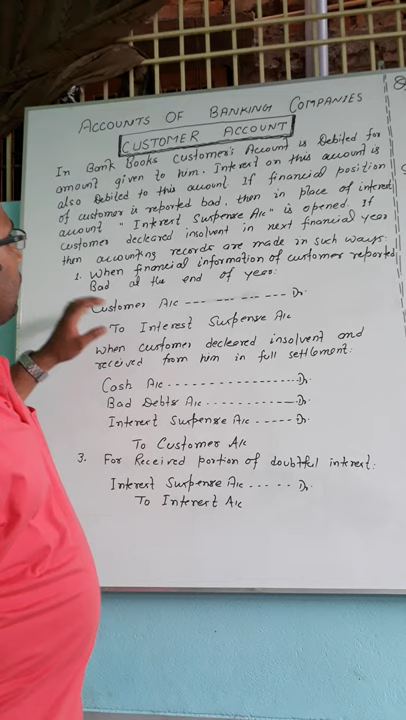 ACCOUNTS OF BANKING COMPANIES
CUSTOMER ACCOUNT
In Bank Books Customer's Account is Debited for
amount given to him. Interest on this account is
also Debited to this account If financial position
of customer is reported bad, then in place of interest
account "Interest Suspense A/c" is opened. If
customer decleared insolvent in next financial year
then accounting records are made in such ways:
1. When financial information of customer reported
Bad at the end of year:
Customer A/c --- -- --- --- --- Dr.
To Interest Suspense A/c
When customer decleared insolvent and
received from him in full settlement:
Cash A/c ------------------ Dr.
Bad Debts A/c ------------- Dr.
Interest Suspense A/c ----- Dr.
To Customer A/c
3. For Received portion of doubtful interest:
Interest Suspense A/c ----- Dr.
To Interest A/c